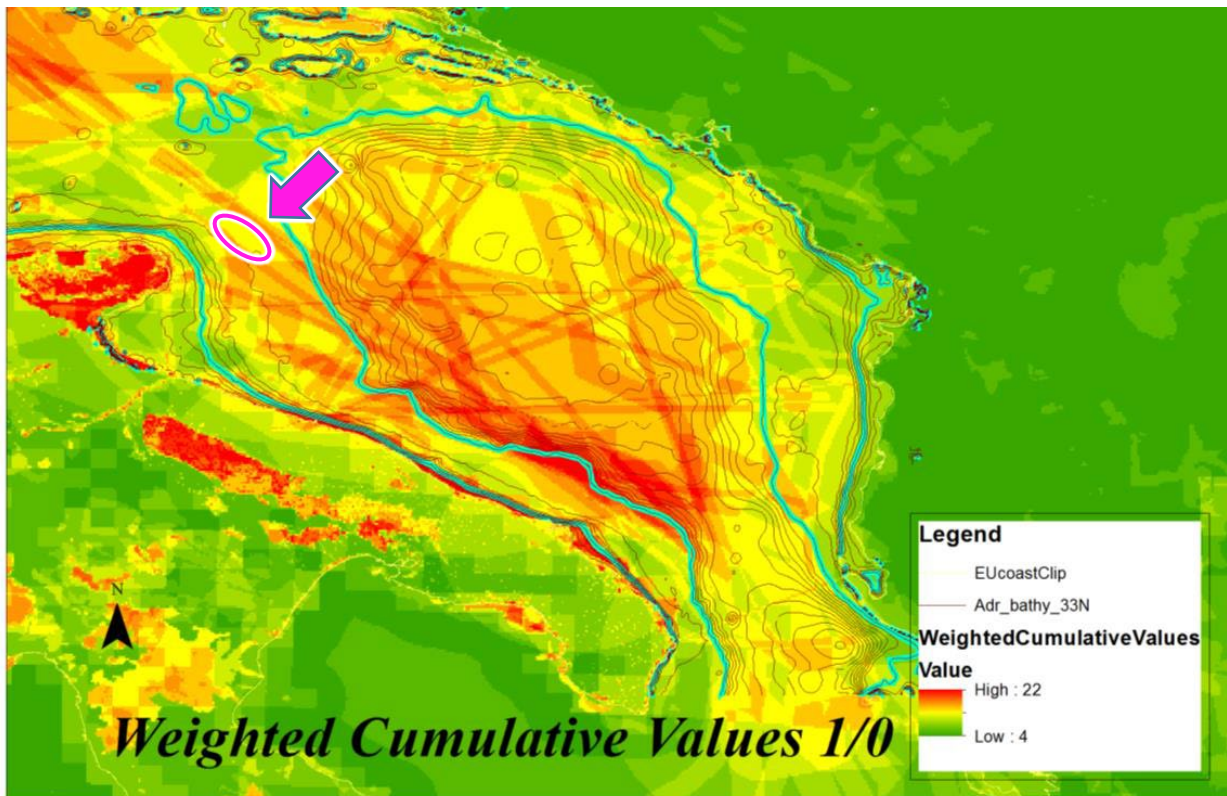 N
Weighted Cumulative Values 1/0
Legend
EUcoastClip
Adr_bathy_33N
WeightedCumulativeValues
Value
High : 22
Low : 4